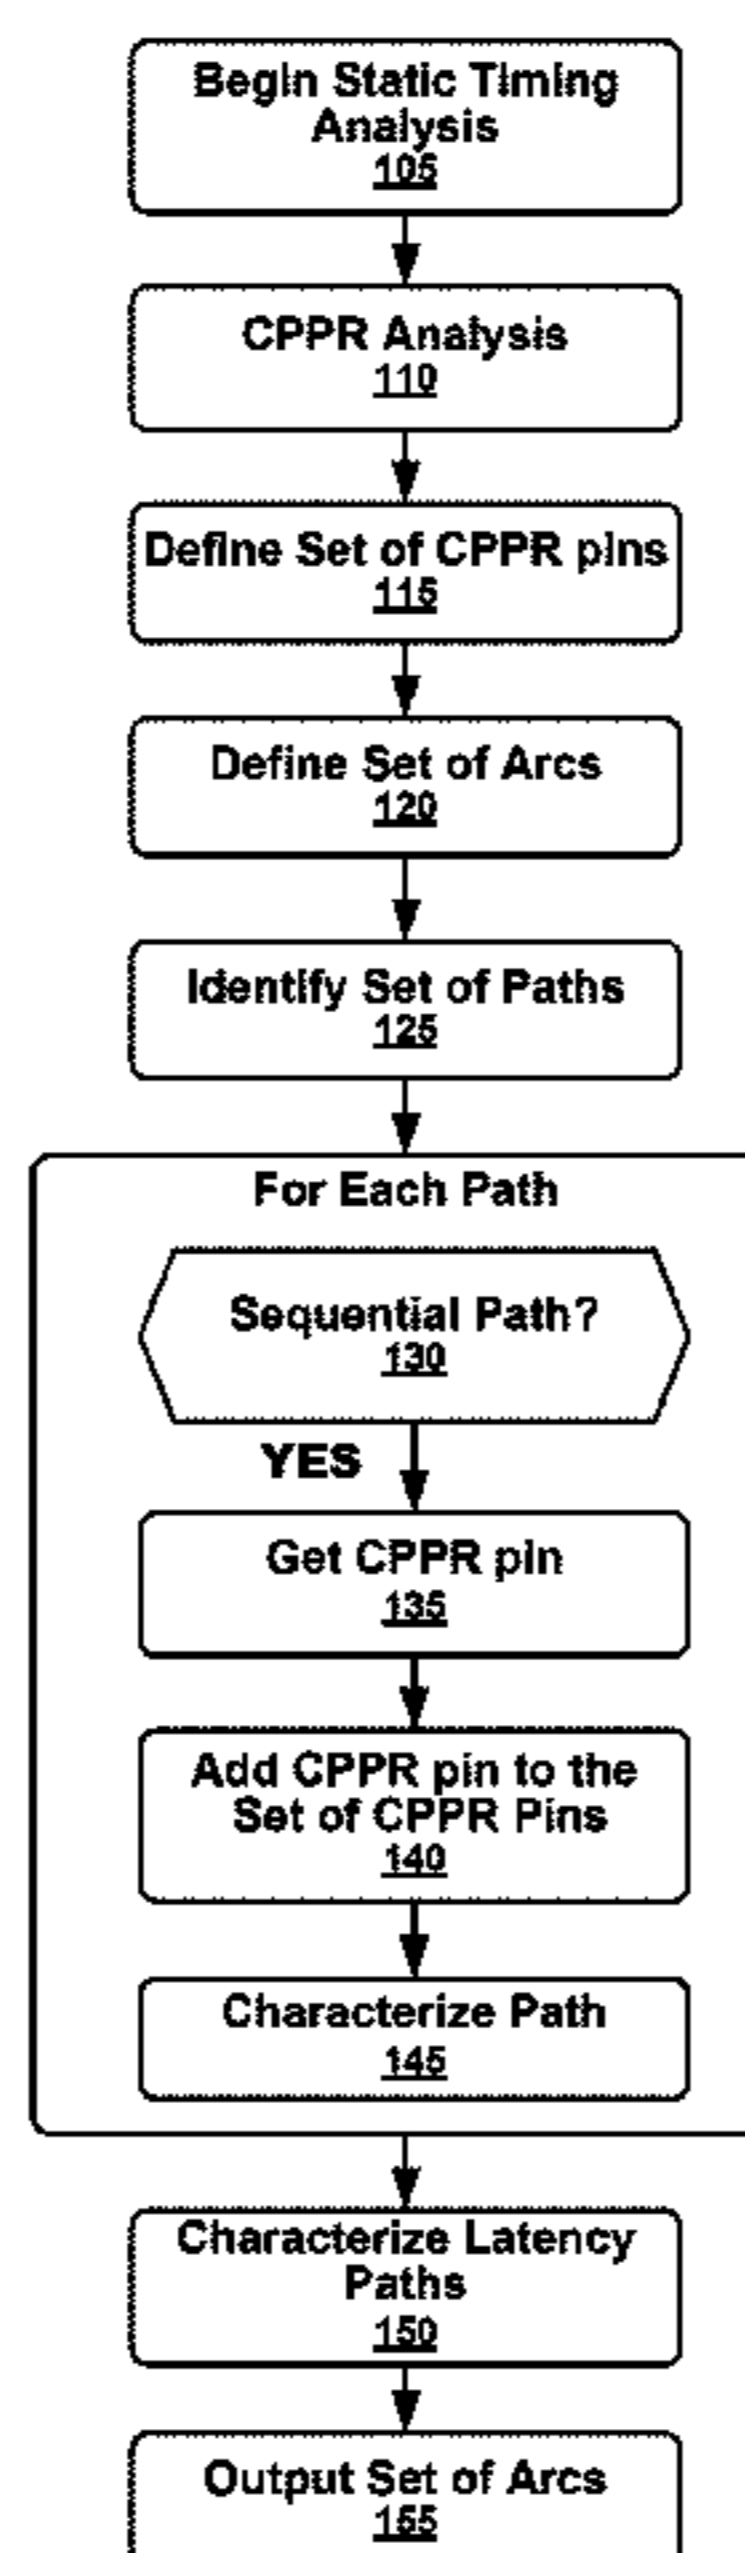 Begin Static Timing
Analysis
105
CPPR Analysis
110
Define Set of CPPR pins
115
Define Set of Arcs
120
Identify Set of Paths
125
For Each Path
Sequential Path?
130
YES
Get CPPR pin
135
Add CPPR pin to the
Set of CPPR Pins
140
Characterize Path
145
Characterize Latency
Paths
150
Output Set of Arcs
155